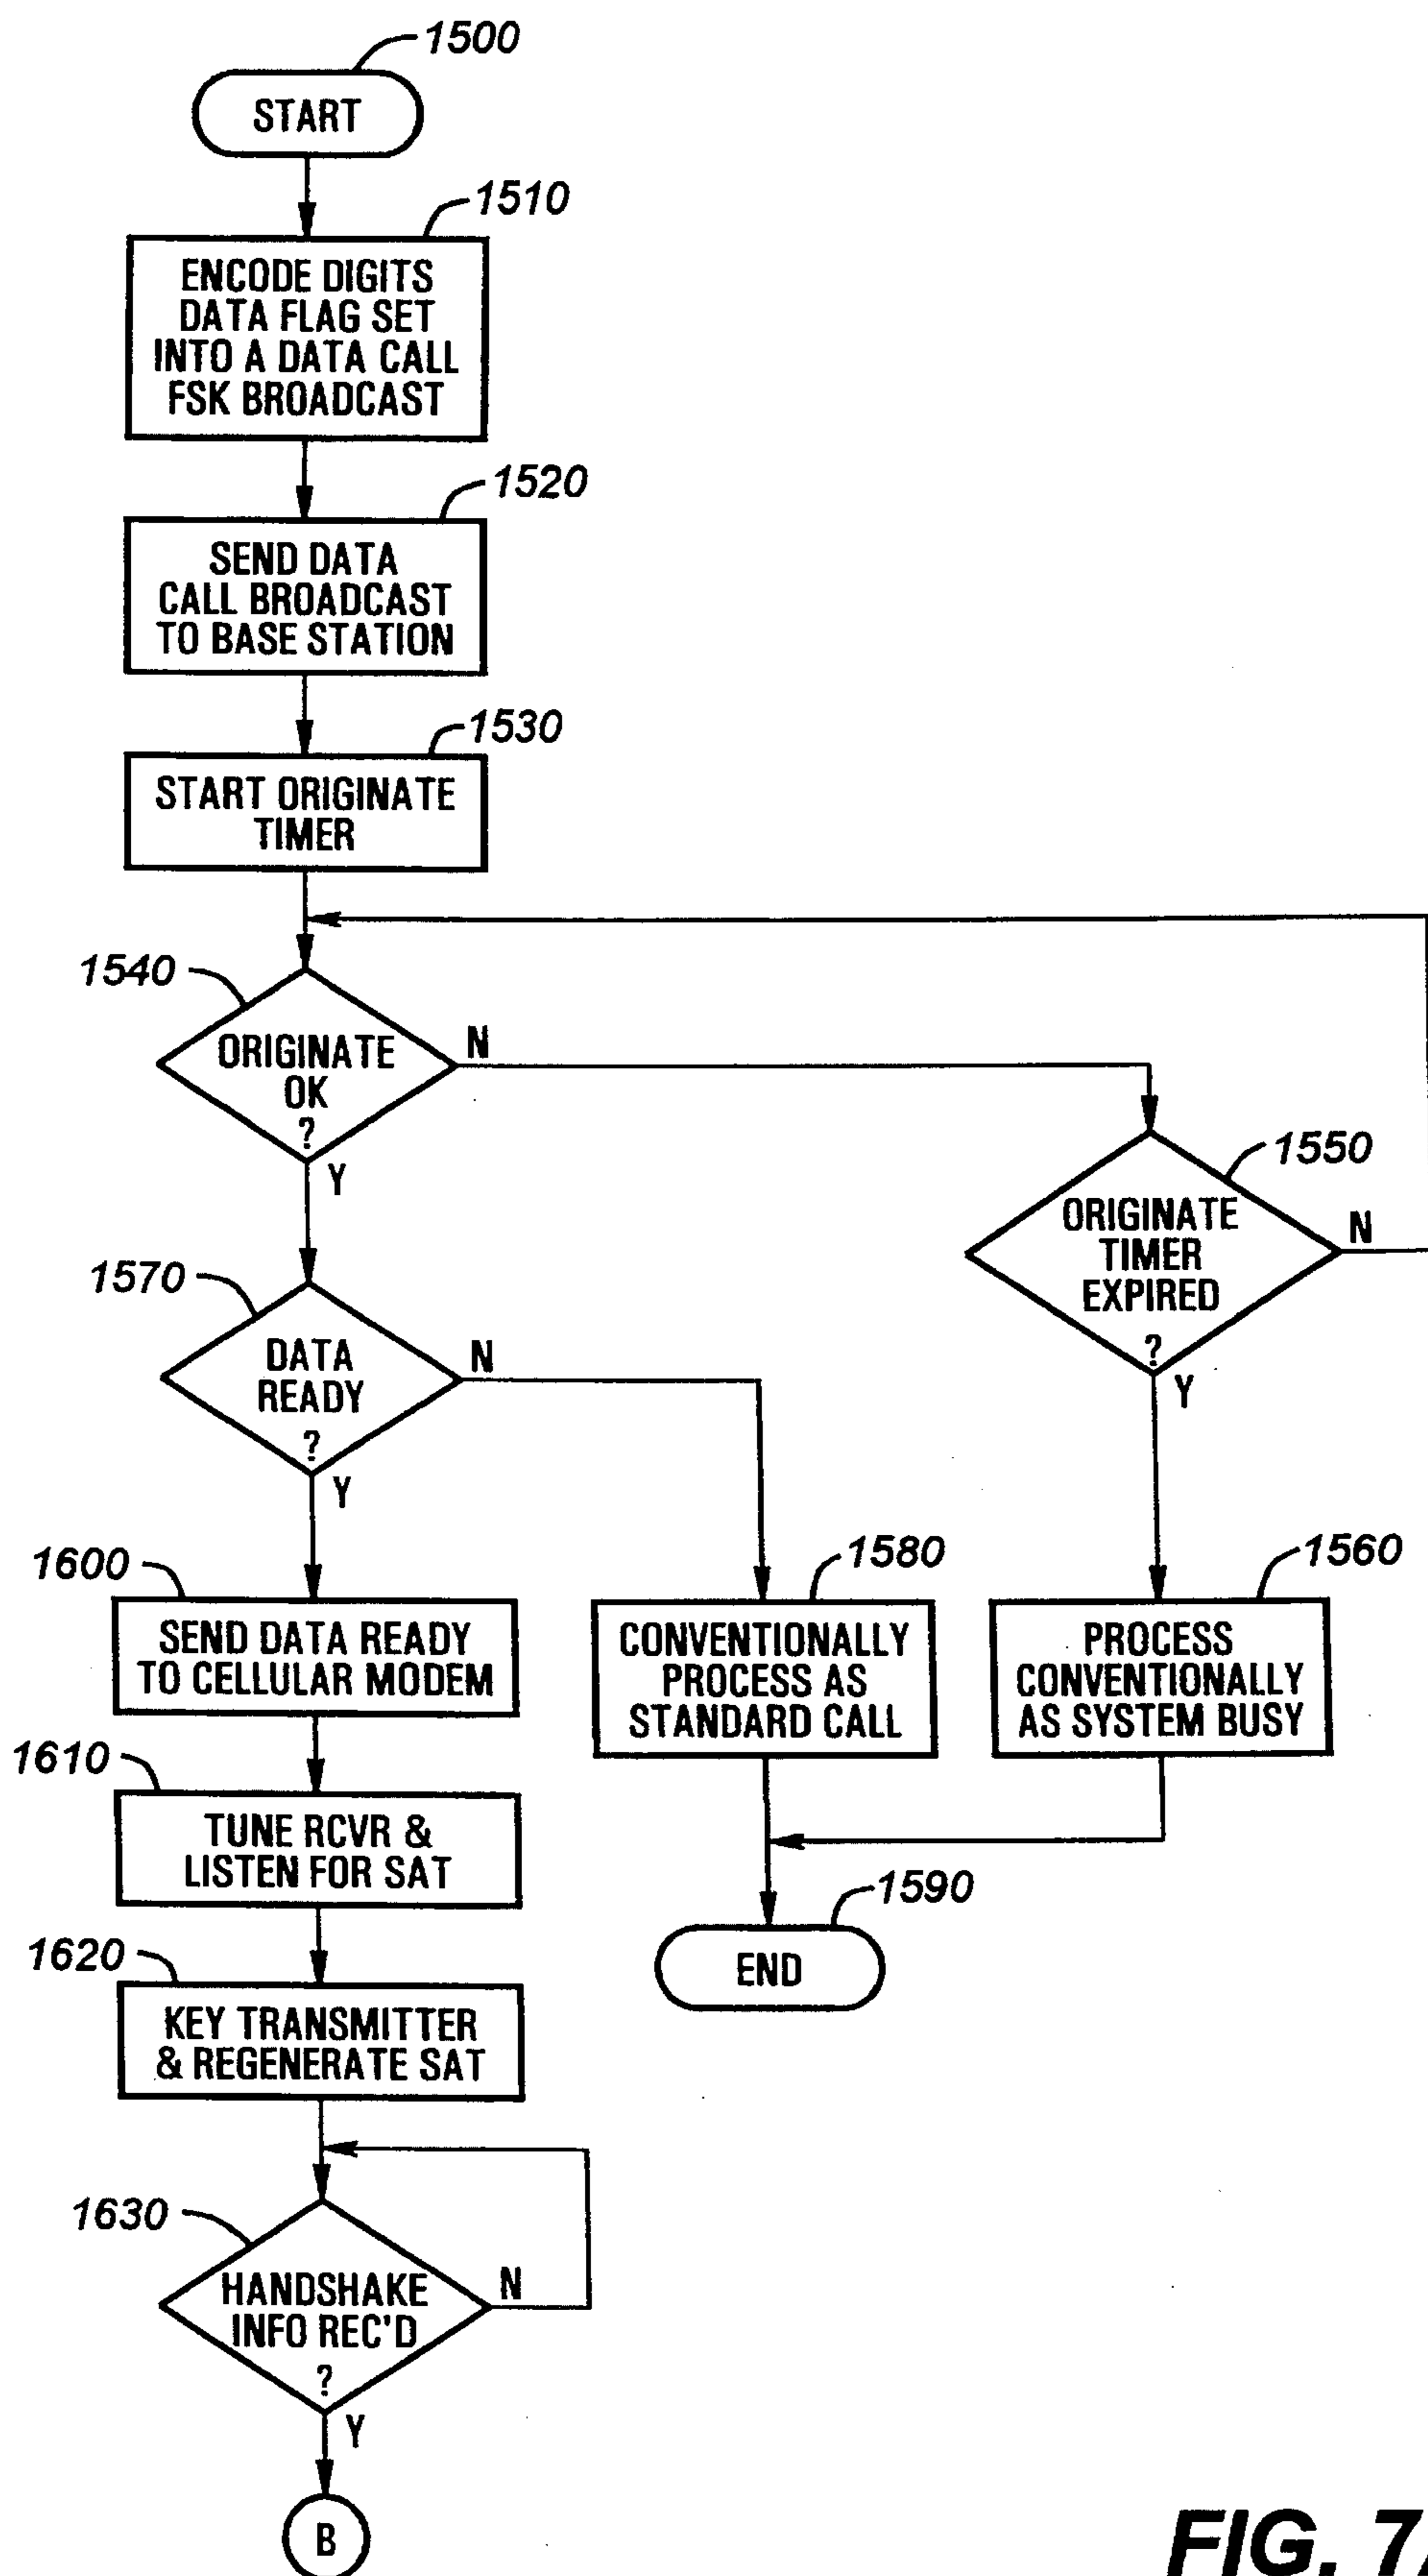 1500
START
1510
ENCODE DIGITS
DATA FLAG SET
INTO A DATA CALL
FSK BROADCAST
1520
SEND DATA
CALL BROADCAST
TO BASE STATION
1530
START ORIGINATE
TIMER
1540
ORIGINATE
OK
?
N
Y
1550
ORIGINATE
TIMER
EXPIRED
?
N
Y
1570
DATA
READY
?
N
Y
1600
SEND DATA READY
TO CELLULAR MODEM
1580
CONVENTIONALLY
PROCESS AS
STANDARD CALL
1560
PROCESS
CONVENTIONALLY
AS SYSTEM BUSY
1610
TUNE RCVR &
LISTEN FOR SAT
1590
END
1620
KEY TRANSMITTER
& REGENERATE SAT
1630
HANDSHAKE
INFO REC'D
?
N
Y
B
FIG. 7